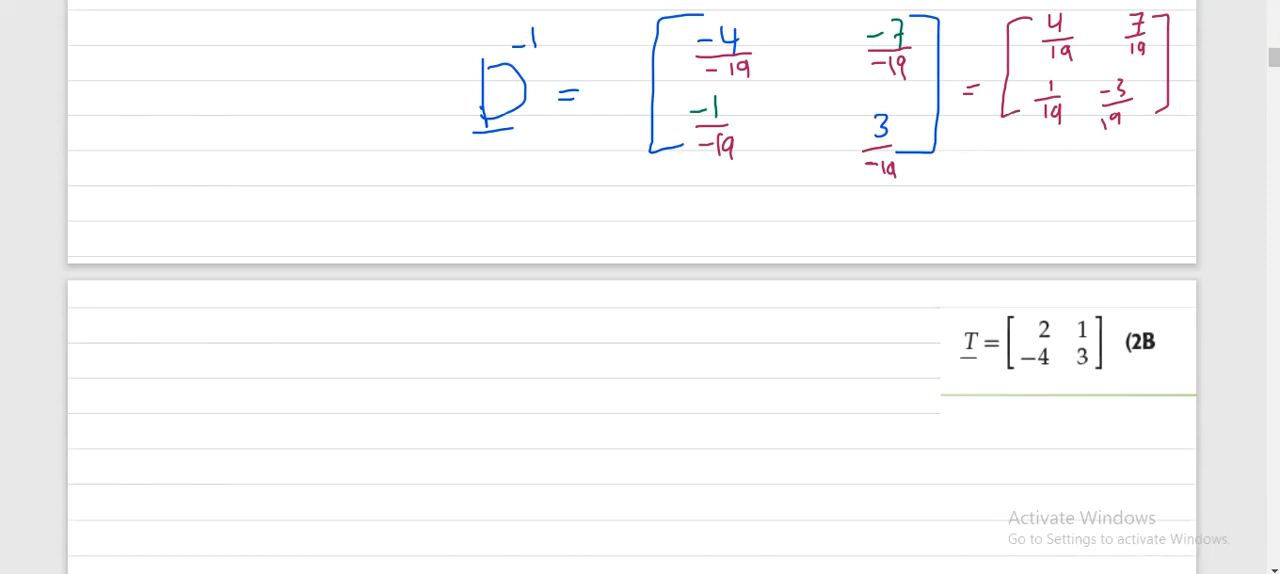 D⁻¹ = [ -4/-19 -7/-19 ] = [ 4/19 7/19 ]
[ -1/-19 3/-19 ] [ 1/19 -3/19 ]
T = [ 2 1 ] (2B
[ -4 3 ]
Activate Windows
Go to Settings to activate Windows.